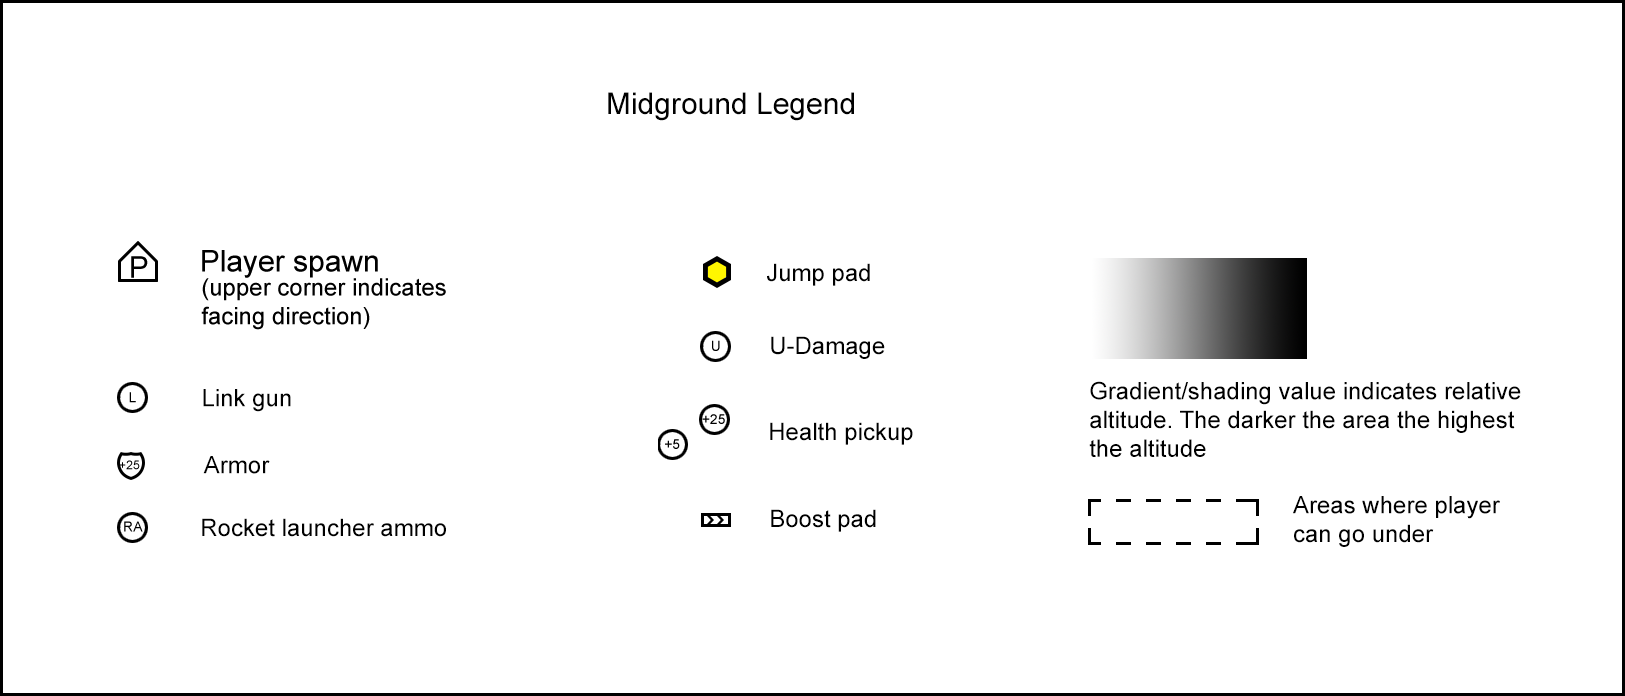 Midground Legend
P
Player spawn
(upper corner indicates
facing direction)
L
Link gun
+25
Armor
RA
Rocket launcher ammo
Jump pad
U
U-Damage
+25
+5
Health pickup
Boost pad
Gradient/shading value indicates relative
altitude. The darker the area the highest
the altitude
Areas where player
can go under